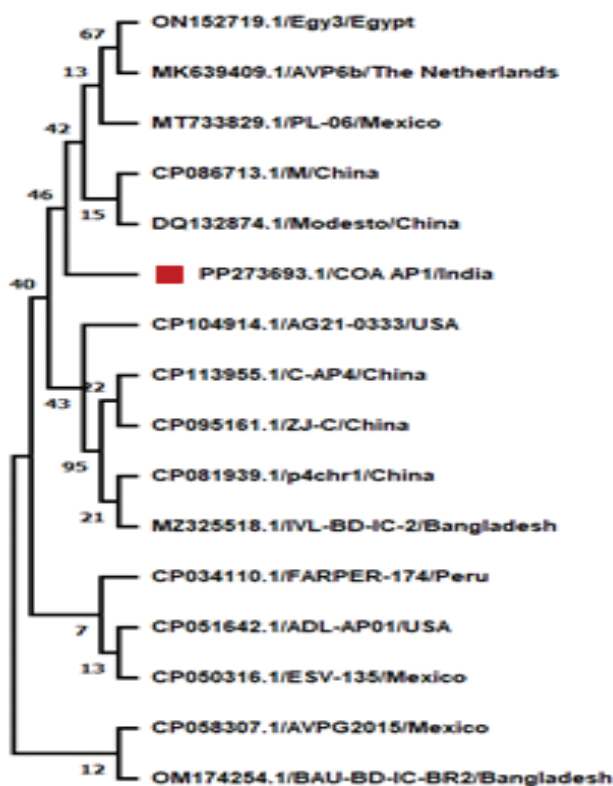 ON152719.1/Egy3/Egypt
67
13
MK639409.1/AVP6b/The Netherlands
MT733829.1/PL-06/Mexico
42
CP086713.1/M/China
46
15
DQ132874.1/Modesto/China
PP273693.1/COA AP1/India
40
CP104914.1/AG21-0333/USA
CP113955.1/C-AP4/China
22
43
CP095161.1/ZJ-C/China
95
CP081939.1/p4chr1/China
21
MZ325518.1/IVL-BD-IC-2/Bangladesh
CP034110.1/FARPER-174/Peru
7
CP051642.1/ADL-AP01/USA
13
CP050316.1/ESV-135/Mexico
CP058307.1/AVPG2015/Mexico
12
OM174254.1/BAU-BD-IC-BR2/Bangladesh